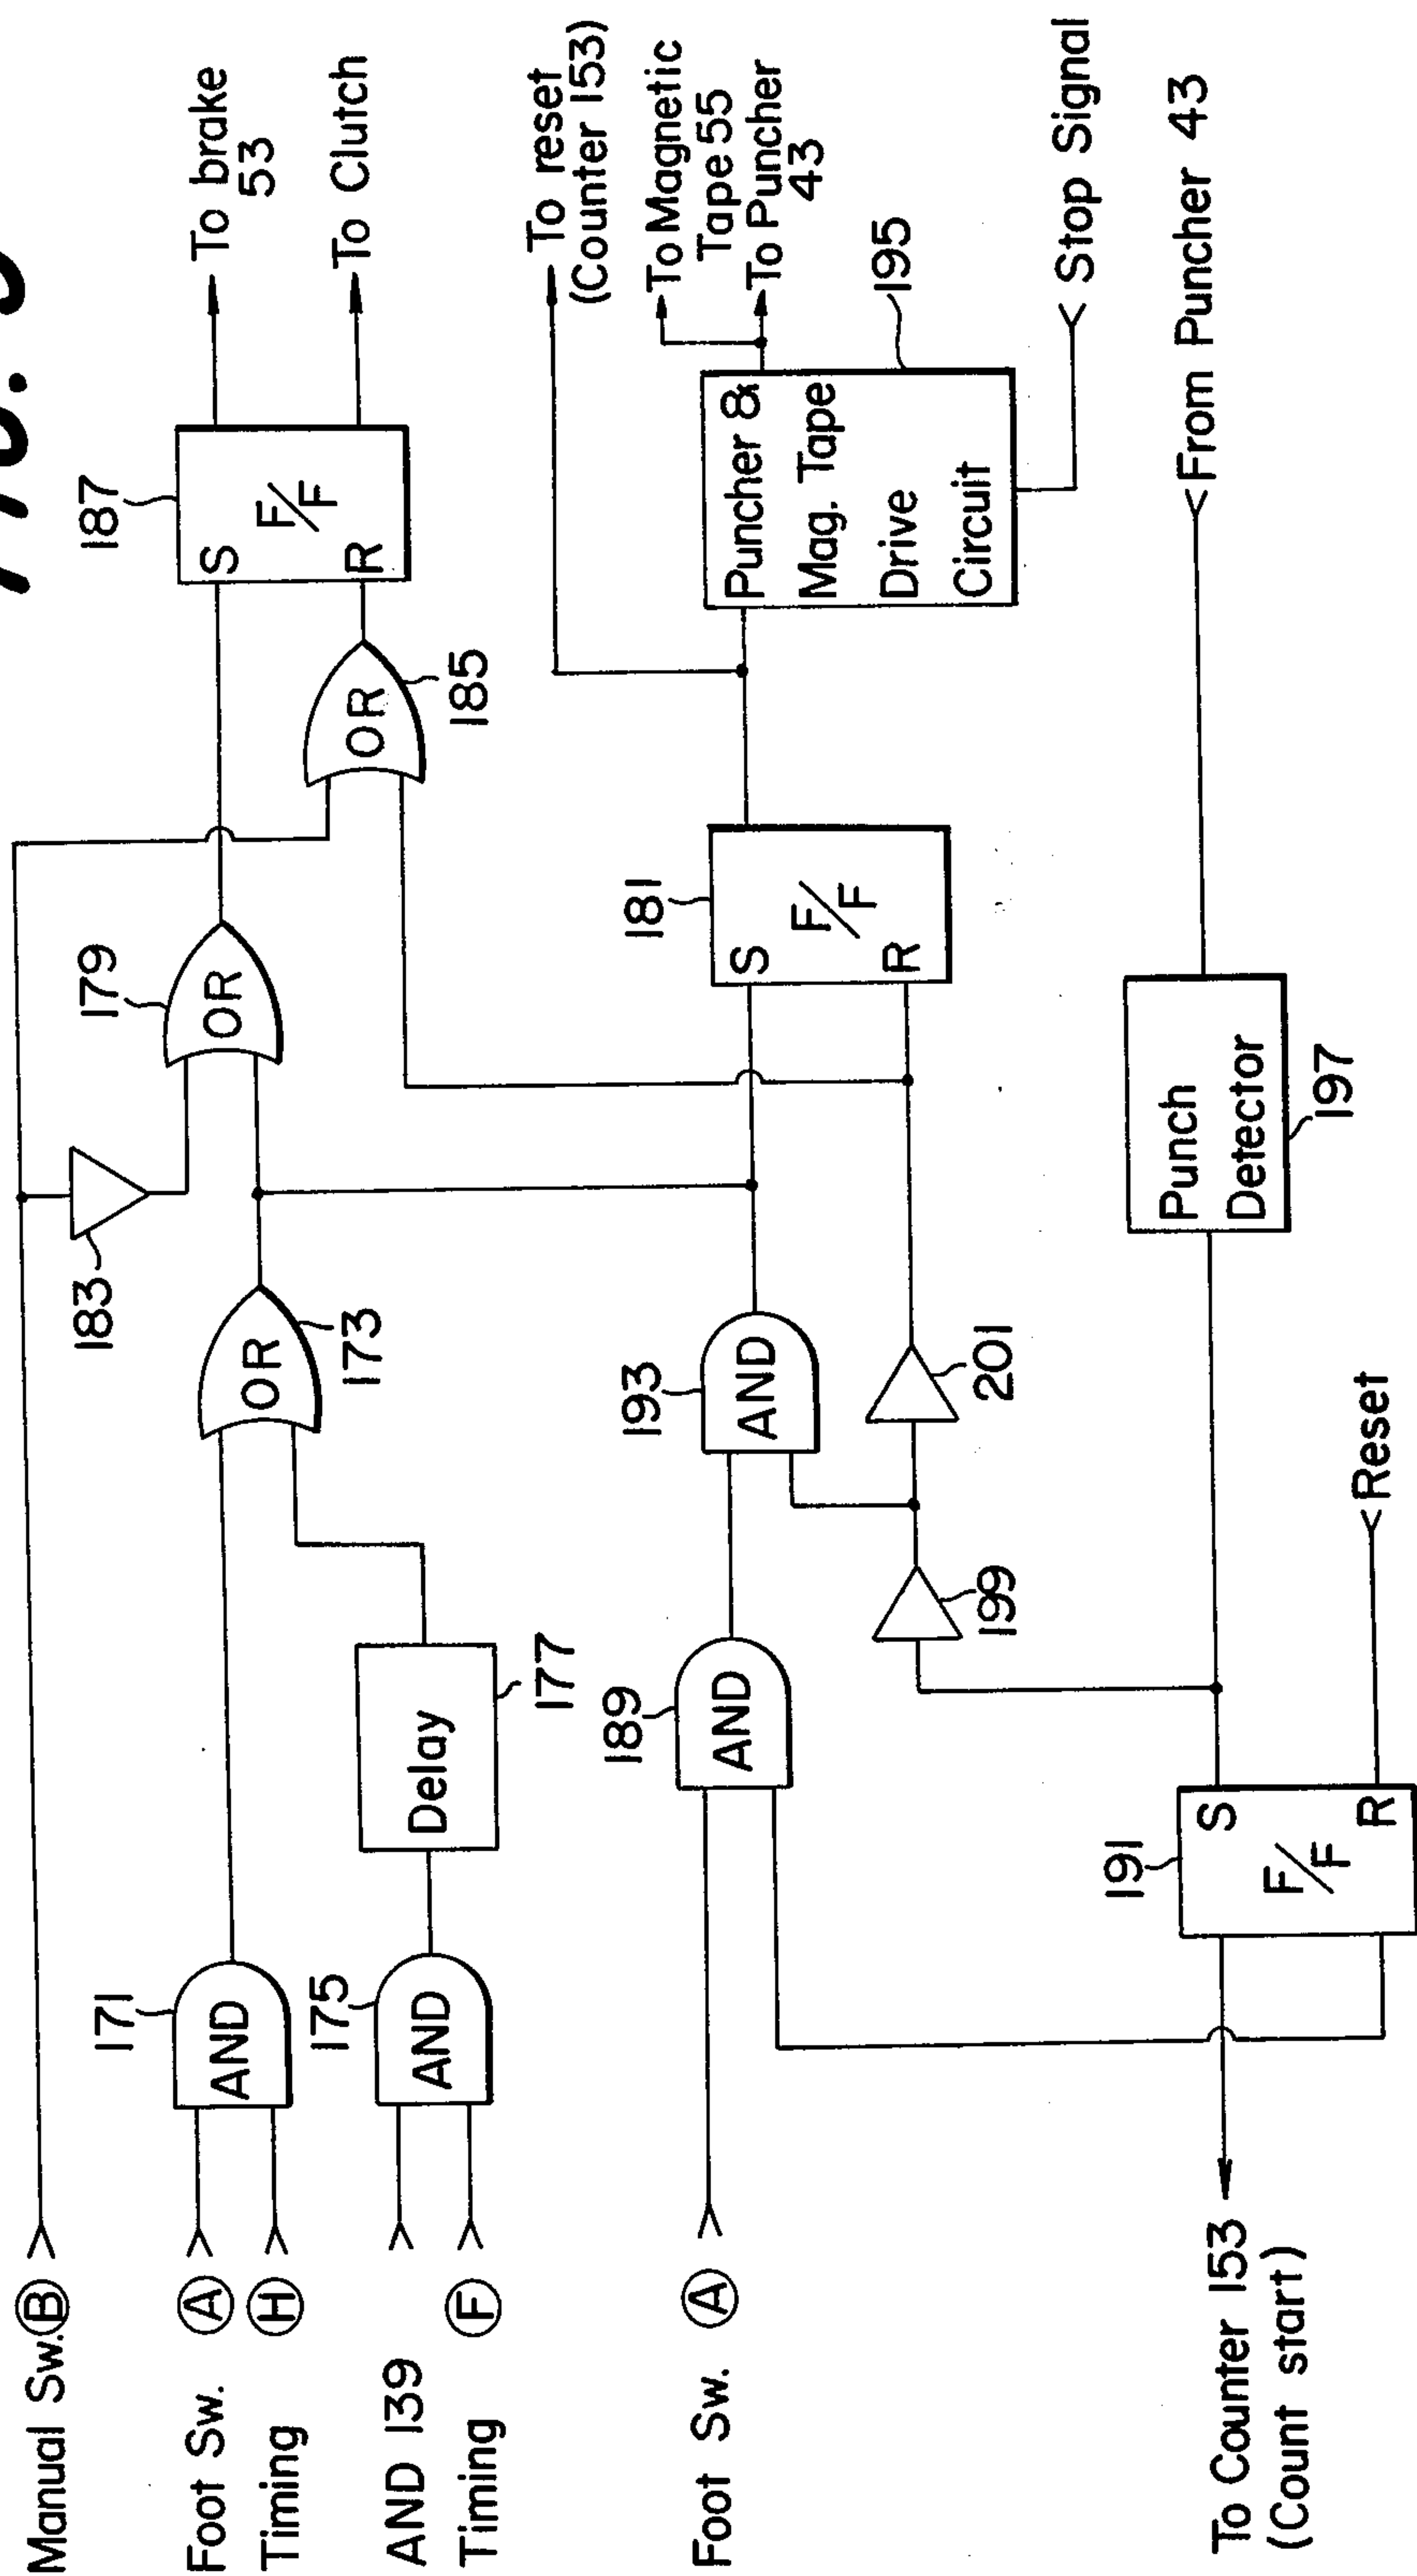 Manual Sw. B
Foot Sw. A
Timing H
AND 139
Timing F
Foot Sw. A
To Counter 153
(Count start)
171
AND
175
AND
Delay
177
OR
173
183
OR
179
OR
185
187
S
F/F
R
To brake
53
To Clutch
189
AND
193
AND
199
201
181
S
F/F
R
To reset
(Counter 153)
Puncher &
Mag. Tape
Drive
Circuit
195
To Magnetic
Tape 55
To Puncher
43
Stop Signal
191
S
F/F
R
Reset
Punch
Detector
197
From Puncher 43